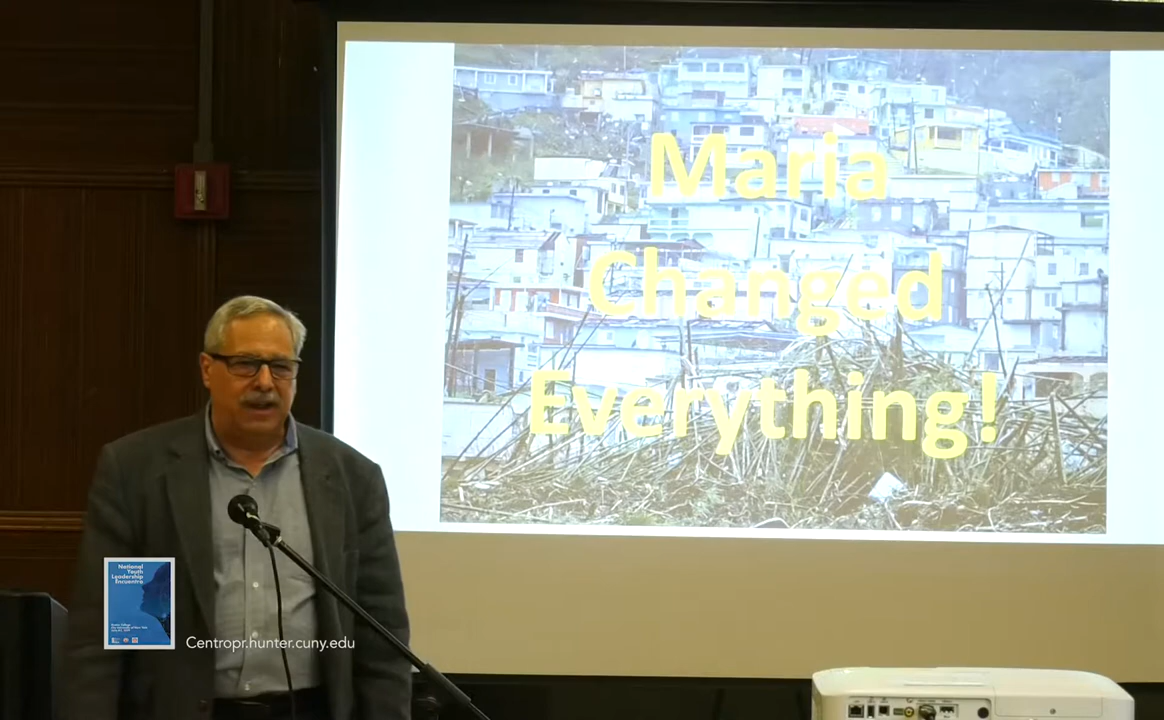 Maria
Changed
Everything!
National
Youth
Leadership
Encuentro
Centropr.hunter.cuny.edu